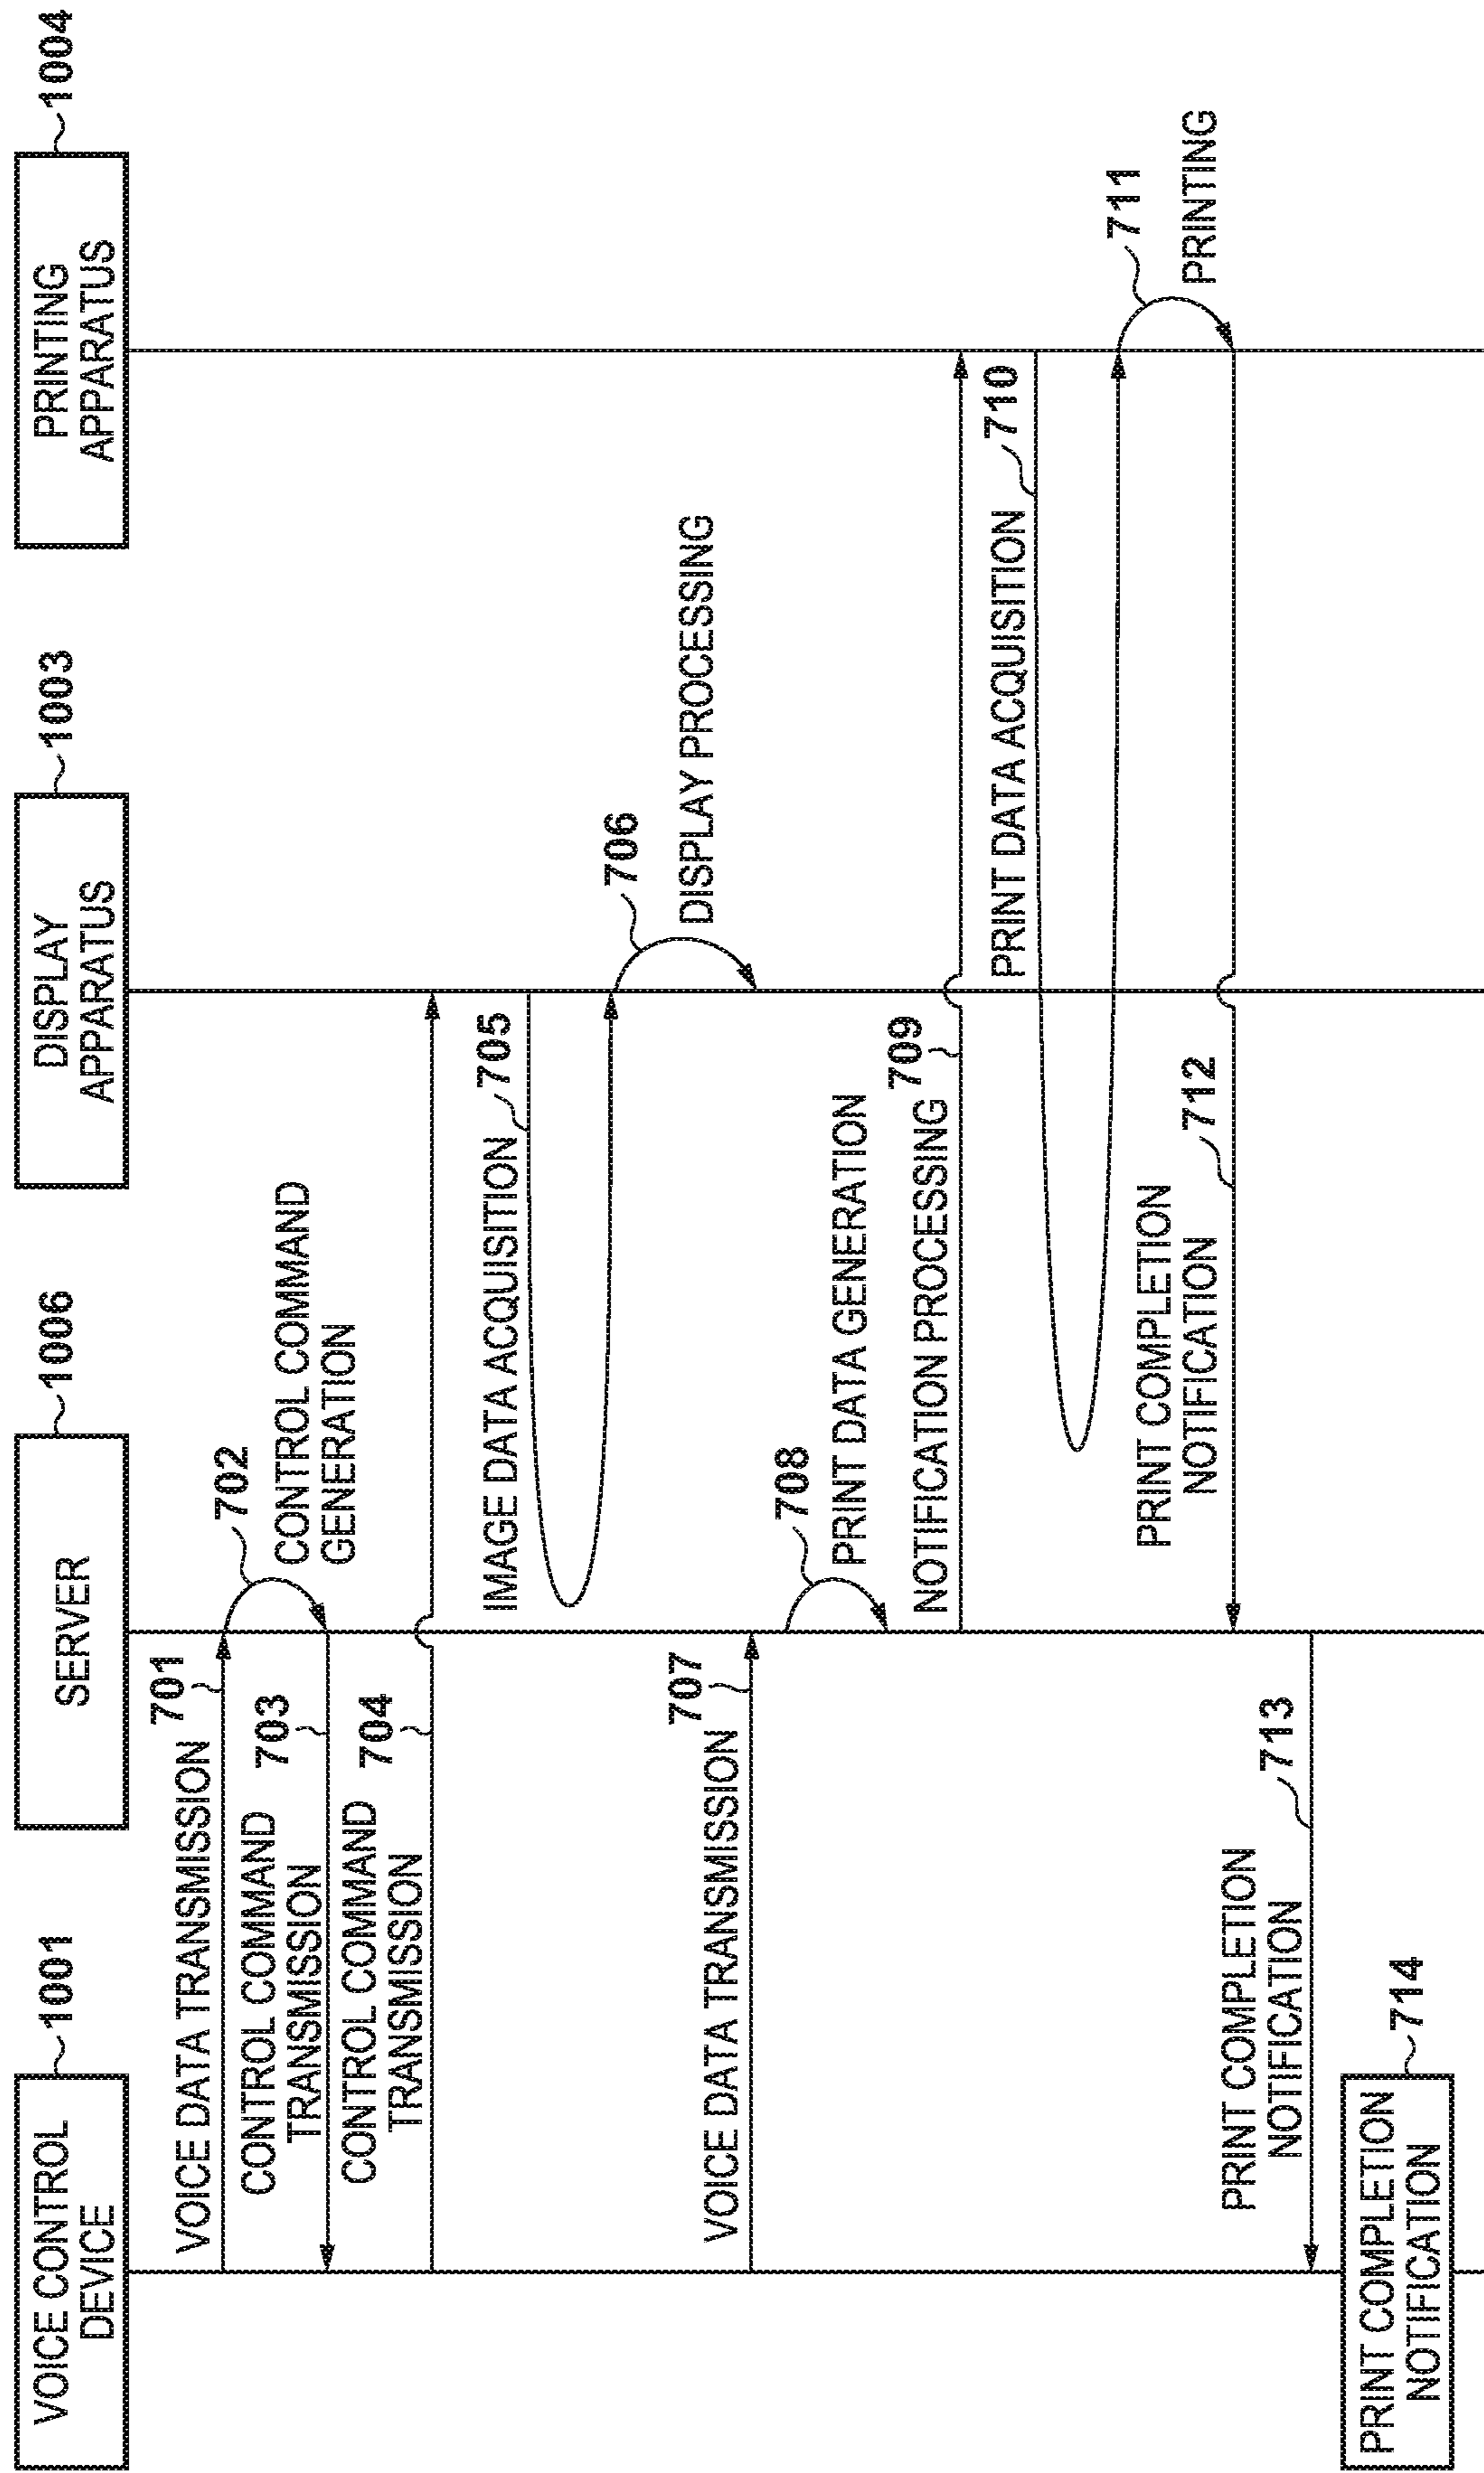 VOICE CONTROL
DEVICE
1001
SERVER
1006
DISPLAY
APPARATUS
1003
PRINTING
APPARATUS
1004
VOICE DATA TRANSMISSION
701
702
CONTROL COMMAND
GENERATION
CONTROL COMMAND
TRANSMISSION
703
CONTROL COMMAND
TRANSMISSION
704
IMAGE DATA ACQUISITION
705
706
DISPLAY PROCESSING
VOICE DATA TRANSMISSION
707
708
PRINT DATA GENERATION
NOTIFICATION PROCESSING
709
PRINT DATA ACQUISITION
710
711
PRINTING
PRINT COMPLETION
NOTIFICATION
712
PRINT COMPLETION
NOTIFICATION
713
PRINT COMPLETION
NOTIFICATION
714